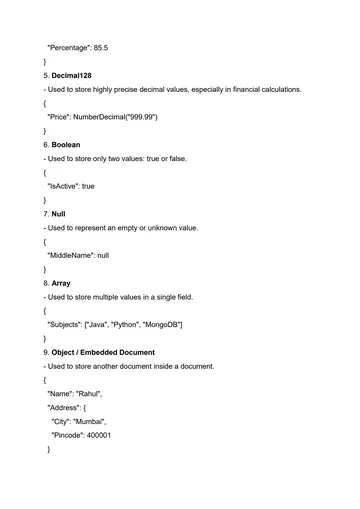 "Percentage": 85.5
}
5. Decimal128
- Used to store highly precise decimal values, especially in financial calculations.
{
"Price": NumberDecimal("999.99")
}
6. Boolean
- Used to store only two values: true or false.
{
"IsActive": true
}
7. Null
- Used to represent an empty or unknown value.
{
"MiddleName": null
}
8. Array
- Used to store multiple values in a single field.
{
"Subjects": ["Java", "Python", "MongoDB"]
}
9. Object / Embedded Document
- Used to store another document inside a document.
{
"Name": "Rahul",
"Address": {
"City": "Mumbai",
"Pincode": 400001
}